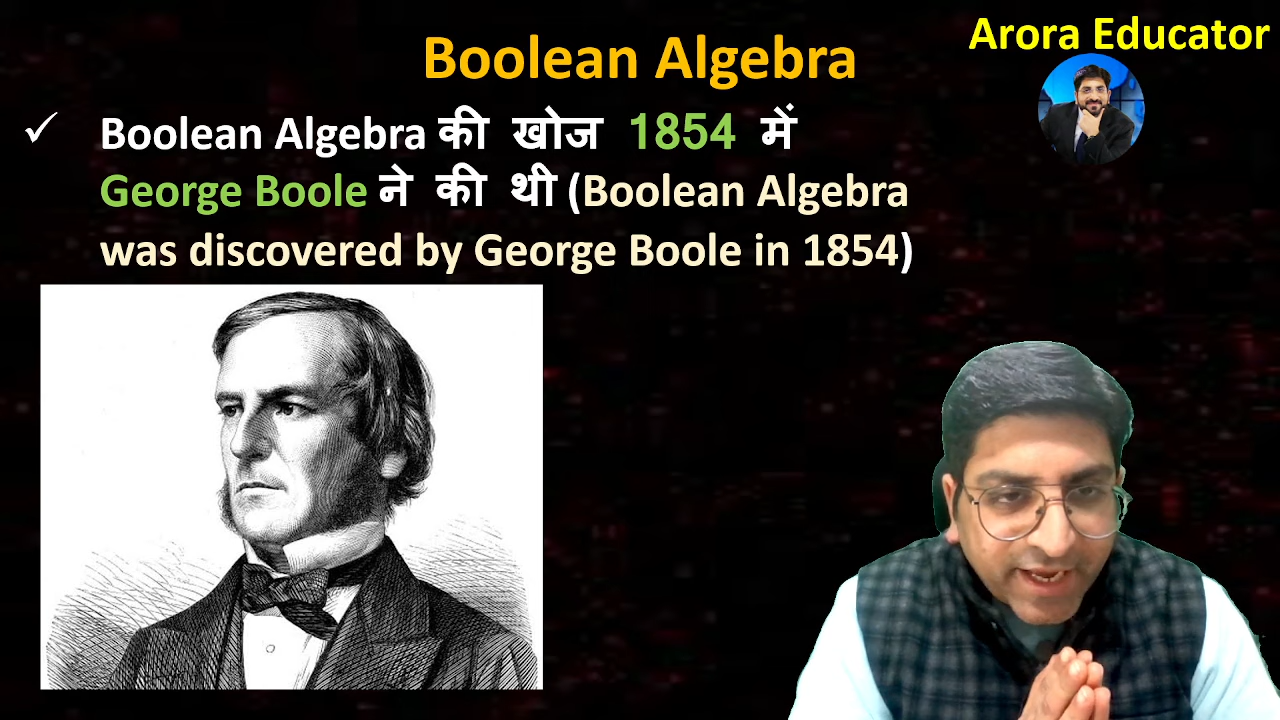 Boolean Algebra
Arora Educator
✓ Boolean Algebra की खोज 1854 में
George Boole ने की थी (Boolean Algebra
was discovered by George Boole in 1854)